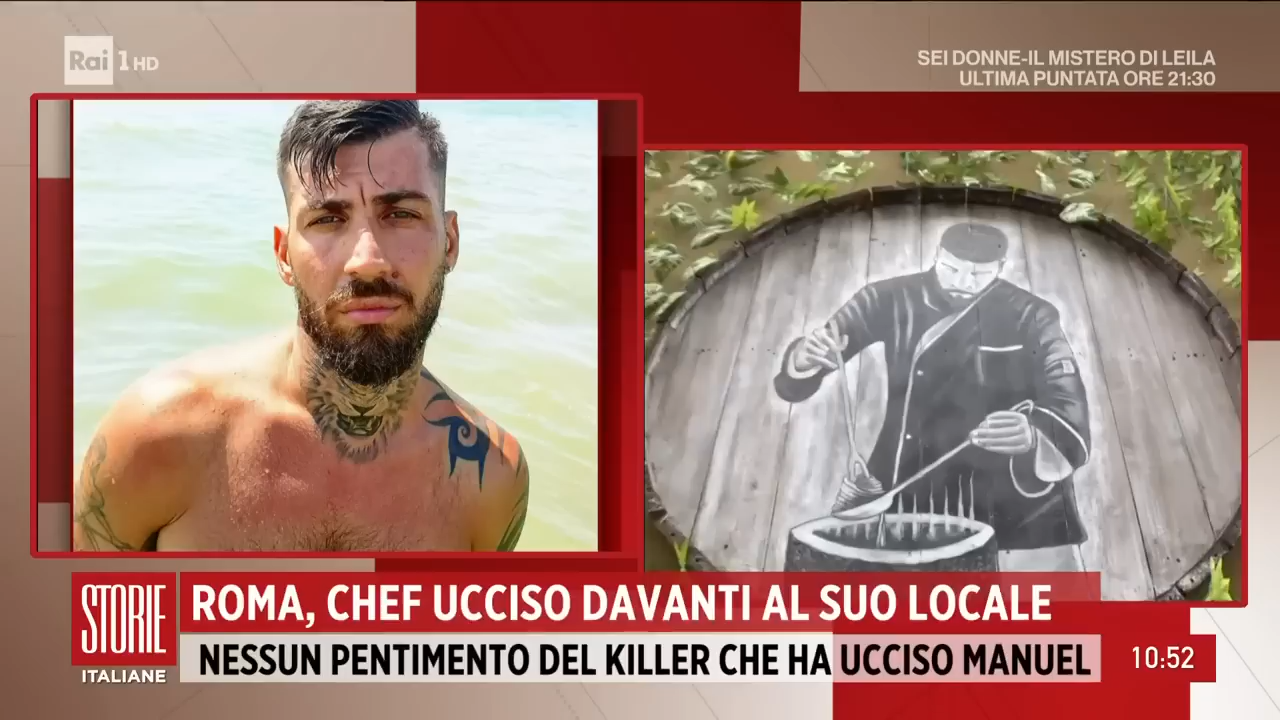 Rai 1 HD
SEI DONNE-IL MISTERO DI LEILA
ULTIMA PUNTATA ORE 21:30
STORIE
ITALIANE
ROMA, CHEF UCCISO DAVANTI AL SUO LOCALE
NESSUN PENTIMENTO DEL KILLER CHE HA UCCISO MANUEL
10:52